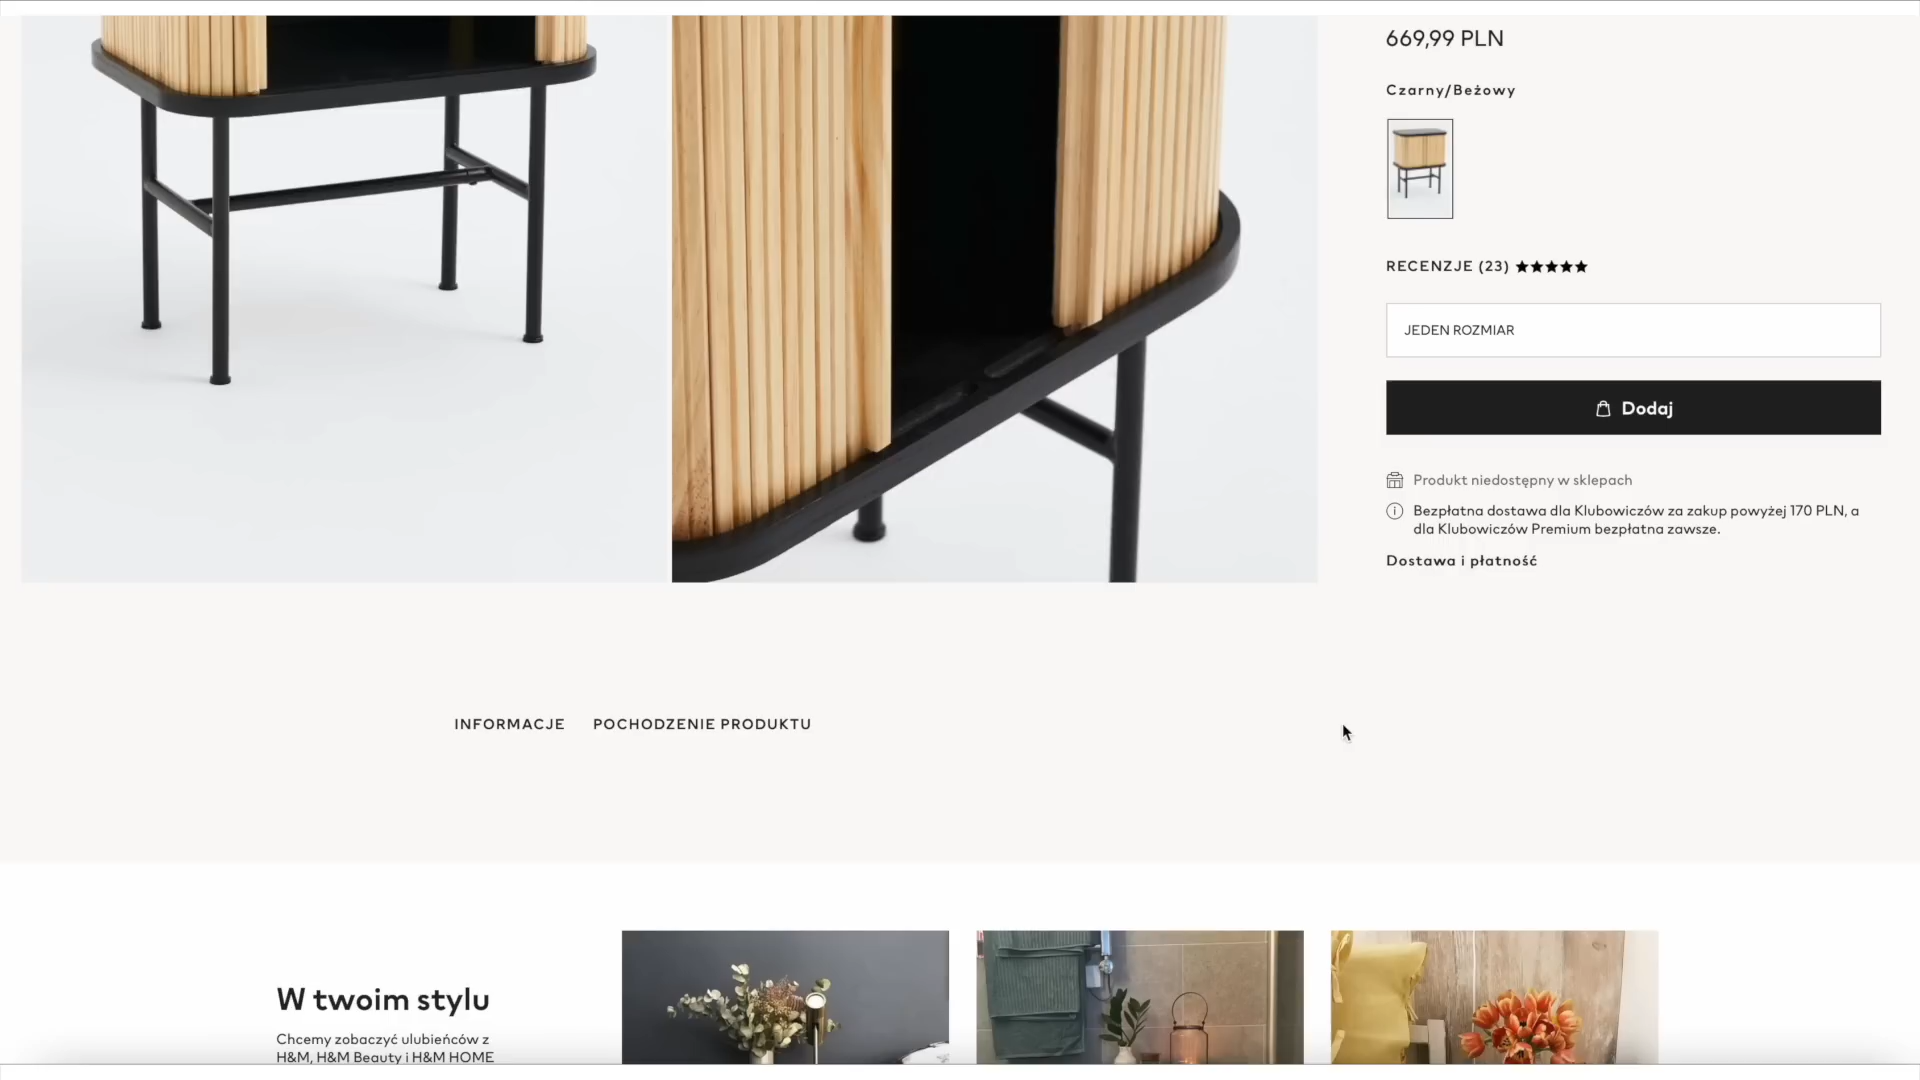 669,99 PLN
Czarny/Beżowy
RECENZJE (23)
JEDEN ROZMIAR
Dodaj
Produkt niedostępny w sklepach
Bezpłatna dostawa dla Klubowiczów za zakup powyżej 170 PLN, a
dla Klubowiczów Premium bezpłatna zawsze.
Dostawa i płatność
INFORMACJE POCHODZENIE PRODUKTU
W twoim stylu
Chcemy zobaczyć ulubieńców z
H&M, H&M Beauty i H&M HOME